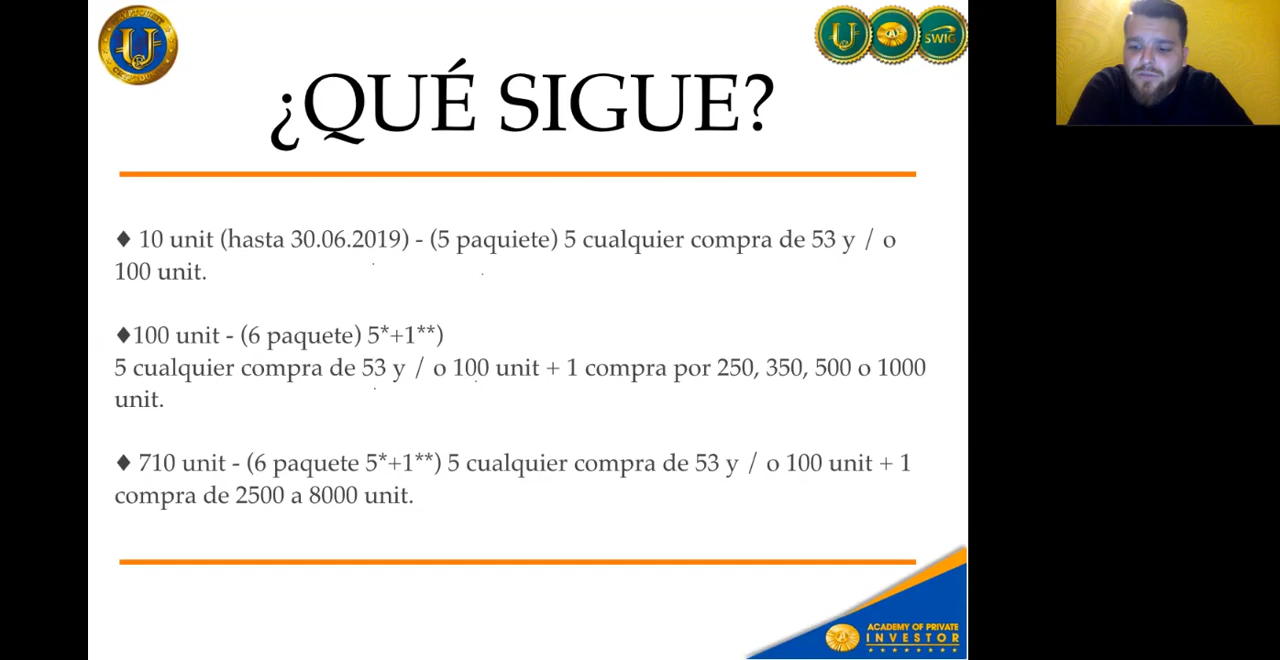 SWIG
¿QUÉ SIGUE?
♦ 10 unit (hasta 30.06.2019) - (5 paquiete) 5 cualquier compra de 53 y / o
100 unit.
♦100 unit - (6 paquete) 5*+1**)
5 cualquier compra de 53 y / o 100 unit + 1 compra por 250, 350, 500 o 1000
unit.
♦ 710 unit - (6 paquete 5*+1**) 5 cualquier compra de 53 y / o 100 unit + 1
compra de 2500 a 8000 unit.
ACADEMY OF PRIVATE
INVESTOR